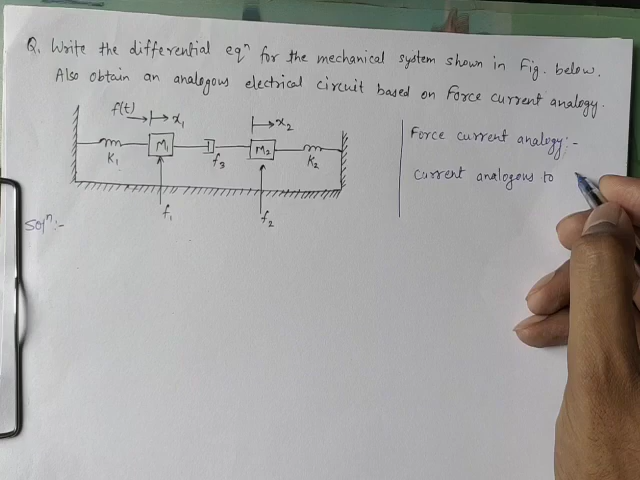 Q. Write the differential eqⁿ for the mechanical system shown in Fig. below.
Also obtain an analogous electrical circuit based on Force current analogy.
f(t) x₁ x₂
K₁ M₁ f₃ M₂ K₂
f₁ f₂
Force current analogy:-
current analogous to
Solⁿ:-